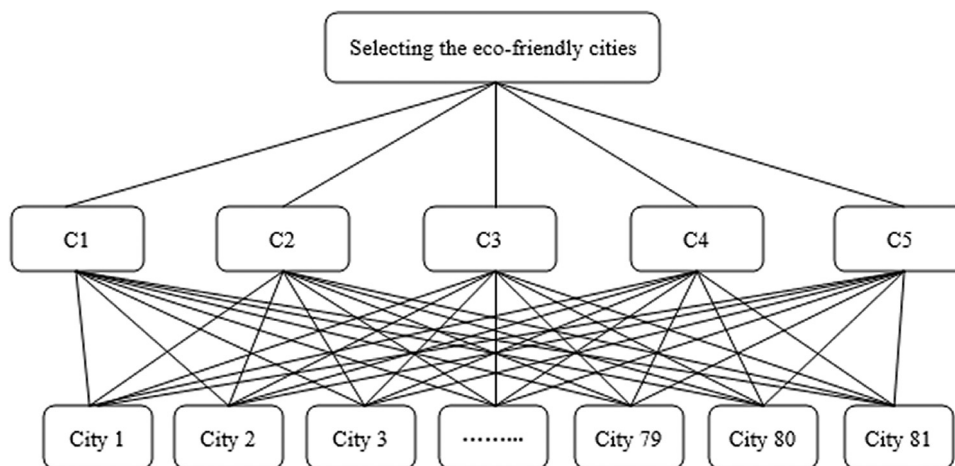 Selecting the eco-friendly cities
C1
C2
C3
C4
C5
City 1
City 2
City 3
.........
City 79
City 80
City 81